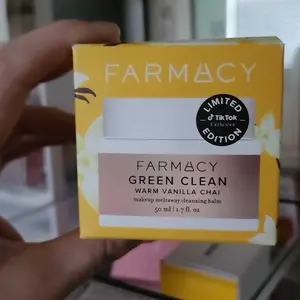 FARMACY
LIMITED
TikTok
EDITION
FARMACY
GREEN CLEAN
WARM VANILLA CHAI
makeup meltaway cleansing balm
50 ml | 1.7 fl. oz